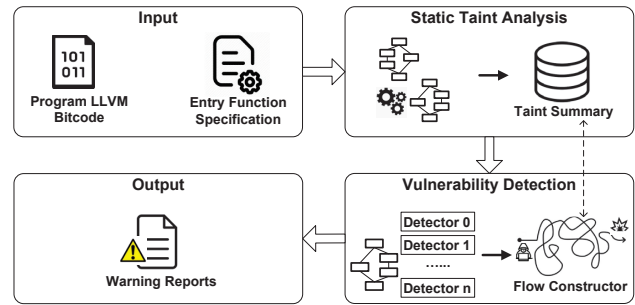 Input
101
011
Program LLVM
Bitcode
Entry Function
Specification
Static Taint Analysis
Taint Summary
Output
Warning Reports
Vulnerability Detection
Detector 0
Detector 1
......
Detector n
Flow Constructor